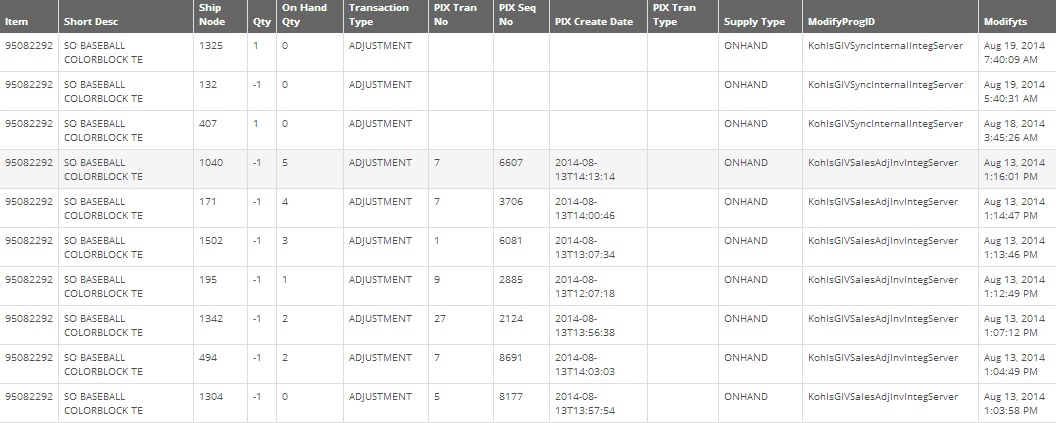 Item Short Desc Ship Node Qty On Hand Qty Transaction Type PIX Tran No PIX Seq No PIX Create Date PIX Tran Type Supply Type ModifyProgID Modifyts
95082292 SO BASEBALL 1325 1 0 ADJUSTMENT ONHAND KohlsGIVSyncInternalIntegServer Aug 19, 2014
COLORBLOCK TE 7:40:09 AM
95082292 SO BASEBALL 132 -1 0 ADJUSTMENT ONHAND KohlsGIVSyncInternalIntegServer Aug 19, 2014
COLORBLOCK TE 5:40:31 AM
95082292 SO BASEBALL 407 1 0 ADJUSTMENT ONHAND KohlsGIVSyncInternalIntegServer Aug 18, 2014
COLORBLOCK TE 3:45:26 AM
95082292 SO BASEBALL 1040 -1 5 ADJUSTMENT 7 6607 2014-08- ONHAND KohlsGIVSalesAdjInvIntegServer Aug 13, 2014
COLORBLOCK TE 13T14:13:14 1:16:01 PM
95082292 SO BASEBALL 171 -1 4 ADJUSTMENT 7 3706 2014-08- ONHAND KohlsGIVSalesAdjInvIntegServer Aug 13, 2014
COLORBLOCK TE 13T14:00:46 1:14:47 PM
95082292 SO BASEBALL 1502 -1 3 ADJUSTMENT 1 6081 2014-08- ONHAND KohlsGIVSalesAdjInvIntegServer Aug 13, 2014
COLORBLOCK TE 13T13:07:34 1:13:46 PM
95082292 SO BASEBALL 195 -1 1 ADJUSTMENT 9 2885 2014-08- ONHAND KohlsGIVSalesAdjInvIntegServer Aug 13, 2014
COLORBLOCK TE 13T12:07:18 1:12:49 PM
95082292 SO BASEBALL 1342 -1 2 ADJUSTMENT 27 2124 2014-08- ONHAND KohlsGIVSalesAdjInvIntegServer Aug 13, 2014
COLORBLOCK TE 13T13:56:38 1:07:12 PM
95082292 SO BASEBALL 494 -1 2 ADJUSTMENT 7 8691 2014-08- ONHAND KohlsGIVSalesAdjInvIntegServer Aug 13, 2014
COLORBLOCK TE 13T14:03:03 1:04:49 PM
95082292 SO BASEBALL 1304 -1 0 ADJUSTMENT 5 8177 2014-08- ONHAND KohlsGIVSalesAdjInvIntegServer Aug 13, 2014
COLORBLOCK TE 13T13:57:54 1:03:58 PM